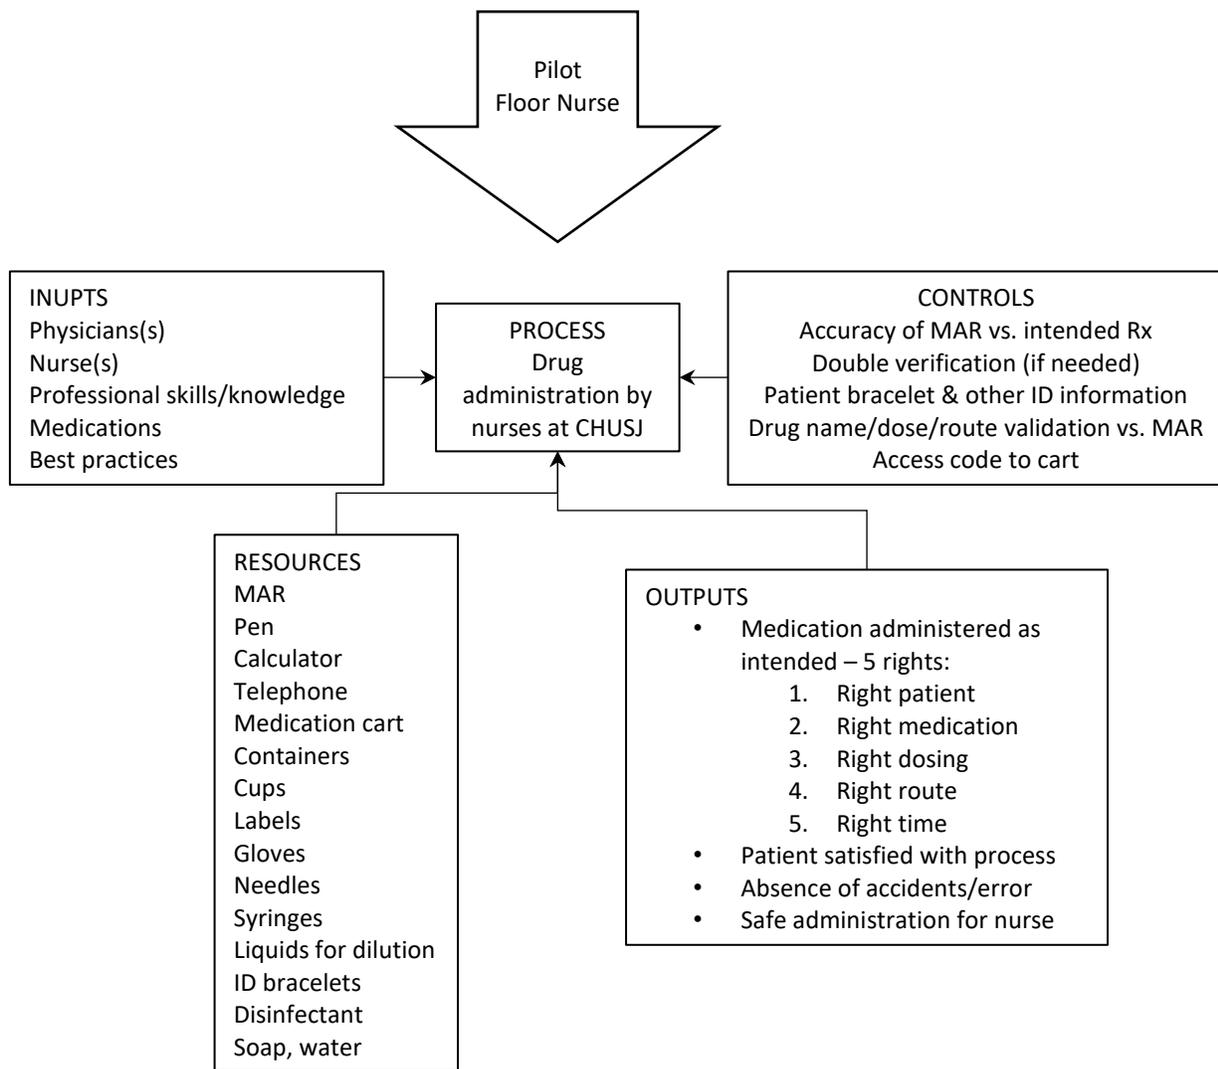 Pilot
Floor Nurse
INUPTS
Physicians(s)
Nurse(s)
Professional skills/knowledge
Medications
Best practices
PROCESS
Drug
administration by
nurses at CHUSJ
CONTROLS
Accuracy of MAR vs. intended Rx
Double verification (if needed)
Patient bracelet & other ID information
Drug name/dose/route validation vs. MAR
Access code to cart
RESOURCES
MAR
Pen
Calculator
Telephone
Medication cart
Containers
Cups
Labels
Gloves
Needles
Syringes
Liquids for dilution
ID bracelets
Disinfectant
Soap, water
OUTPUTS
• Medication administered as
intended – 5 rights:
1. Right patient
2. Right medication
3. Right dosing
4. Right route
5. Right time
• Patient satisfied with process
• Absence of accidents/error
• Safe administration for nurse